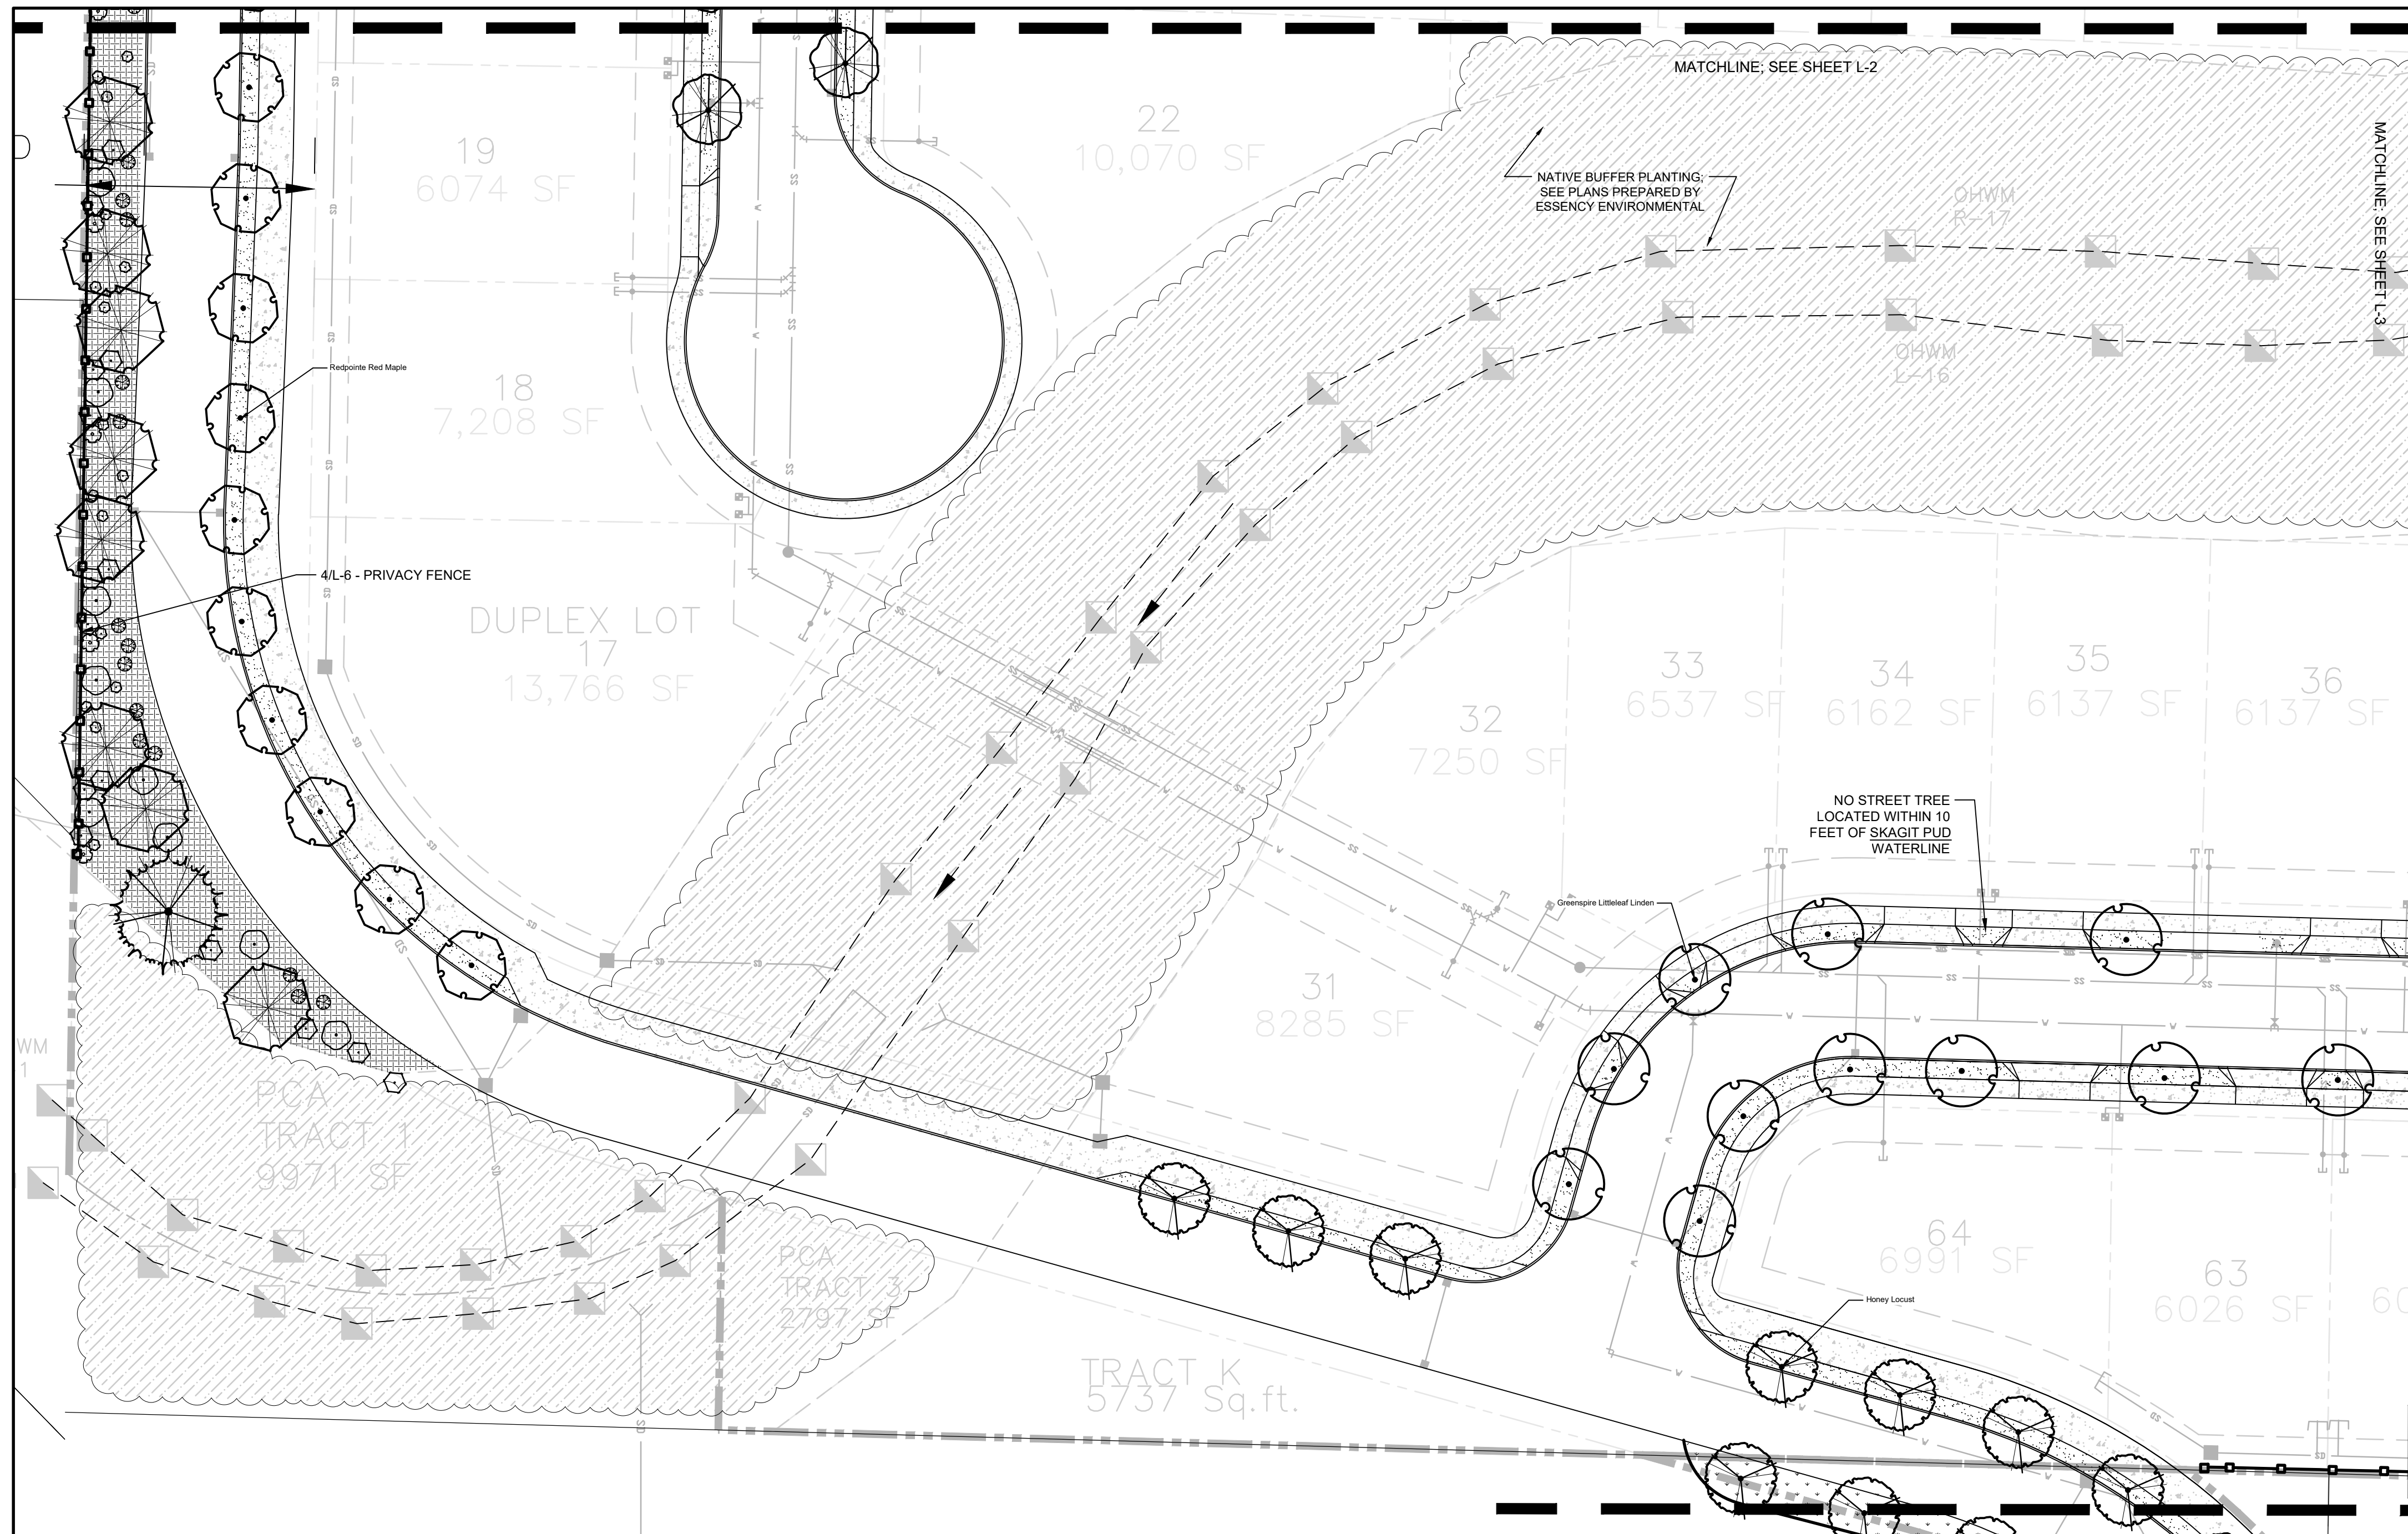 MATCHLINE; SEE SHEET L-2
MATCHLINE; SEE SHEET L-3
22
10,070 SF
19
6074 SF
NATIVE BUFFER PLANTING;
SEE PLANS PREPARED BY
ESSENCY ENVIRONMENTAL
OHWM
R-17
OHWM
L-16
Redpointe Red Maple
18
7,208 SF
4/L-6 - PRIVACY FENCE
DUPLEX LOT
17
13,766 SF
32
7250 SF
33
6537 SF
34
6162 SF
35
6137 SF
36
6137 SF
NO STREET TREE
LOCATED WITHIN 10
FEET OF SKAGIT PUD
WATERLINE
Greenspire Littleleaf Linden
31
8285 SF
WM
1
PCA
TRACT 1
9971 SF
PCA
TRACT 3
2797 SF
64
6991 SF
63
6026 SF
Honey Locust
TRACT K
5737 Sq.ft.